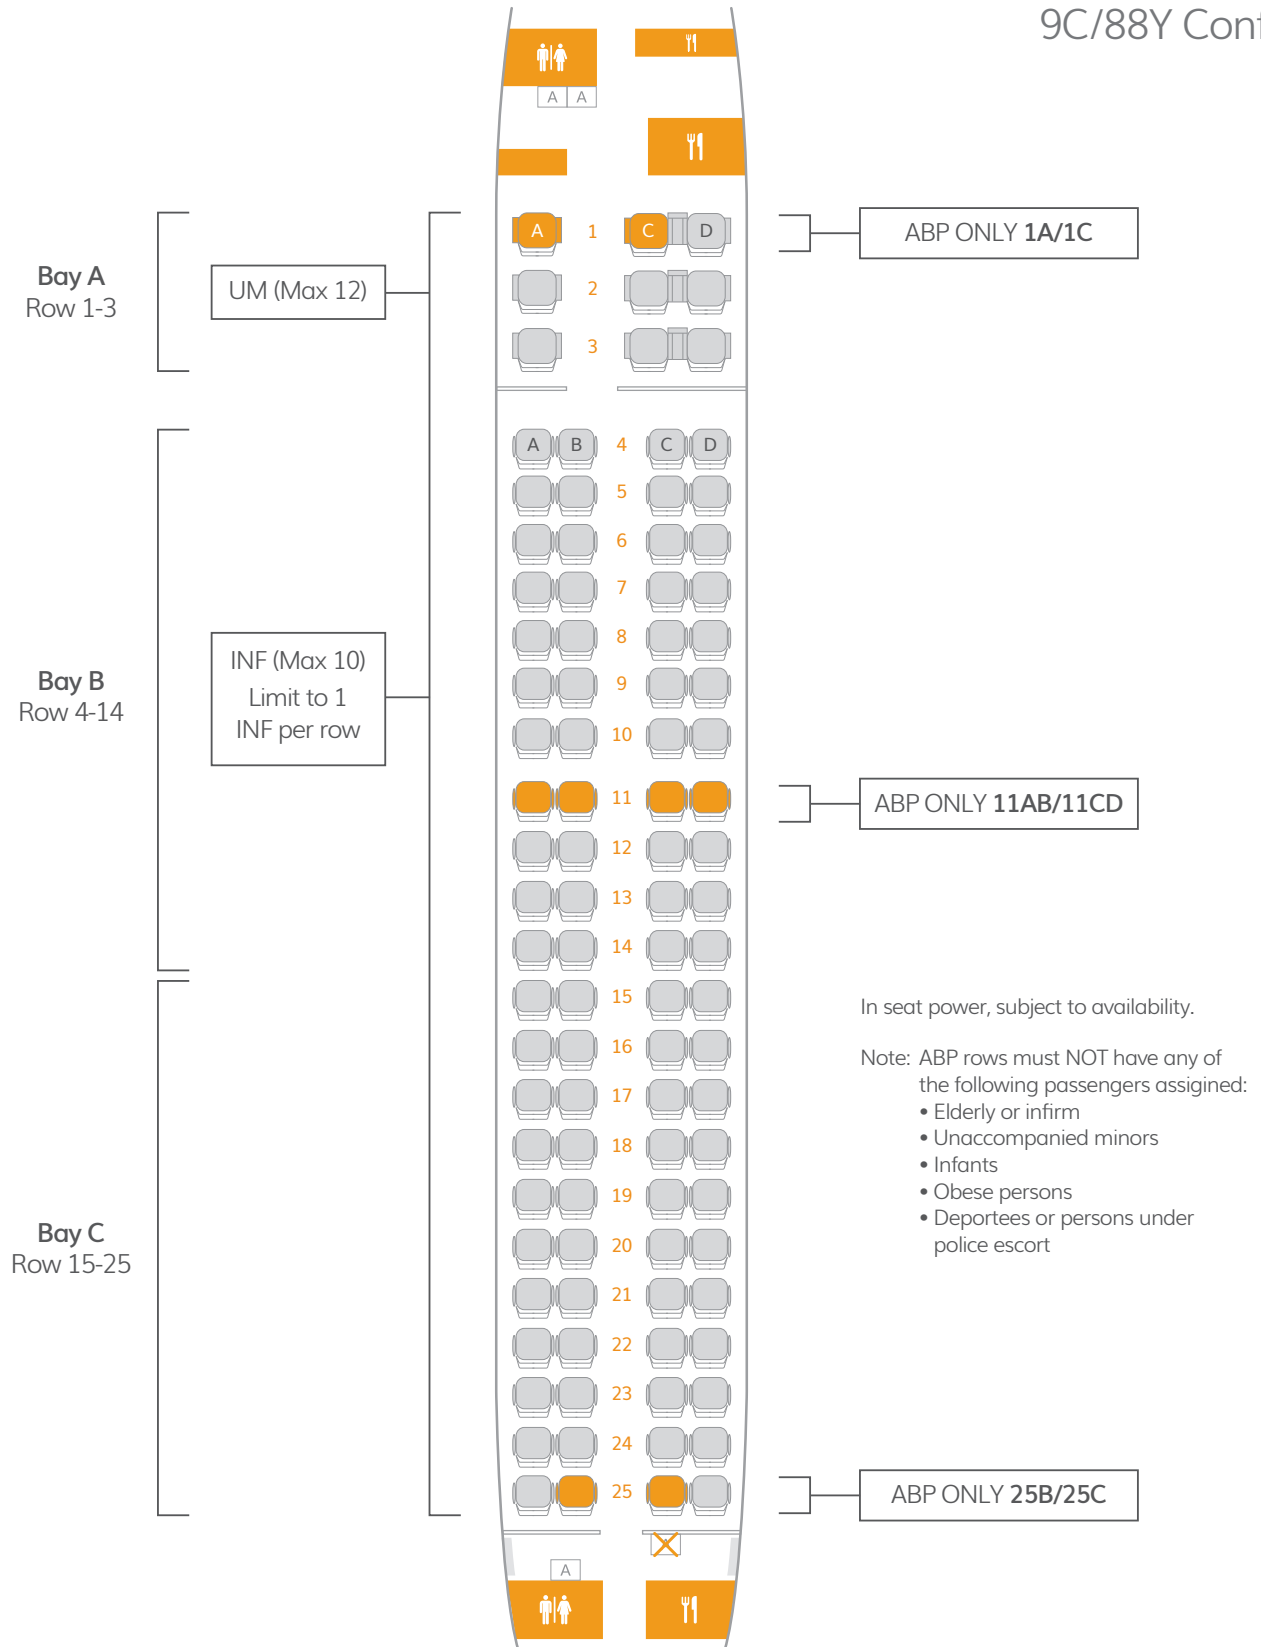 9C/88Y Conf
A A
A 1 C D
ABP ONLY 1A/1C
Bay A
Row 1-3
UM (Max 12)
2
3
A B 4 C D
5
6
7
8
9
10
Bay B
Row 4-14
INF (Max 10)
Limit to 1
INF per row
11
ABP ONLY 11AB/11CD
12
13
14
15
16
17
18
19
20
21
22
23
24
25
In seat power, subject to availability.
Note: ABP rows must NOT have any of
the following passengers assigined:
• Elderly or infirm
• Unaccompanied minors
• Infants
• Obese persons
• Deportees or persons under
police escort
Bay C
Row 15-25
ABP ONLY 25B/25C
A